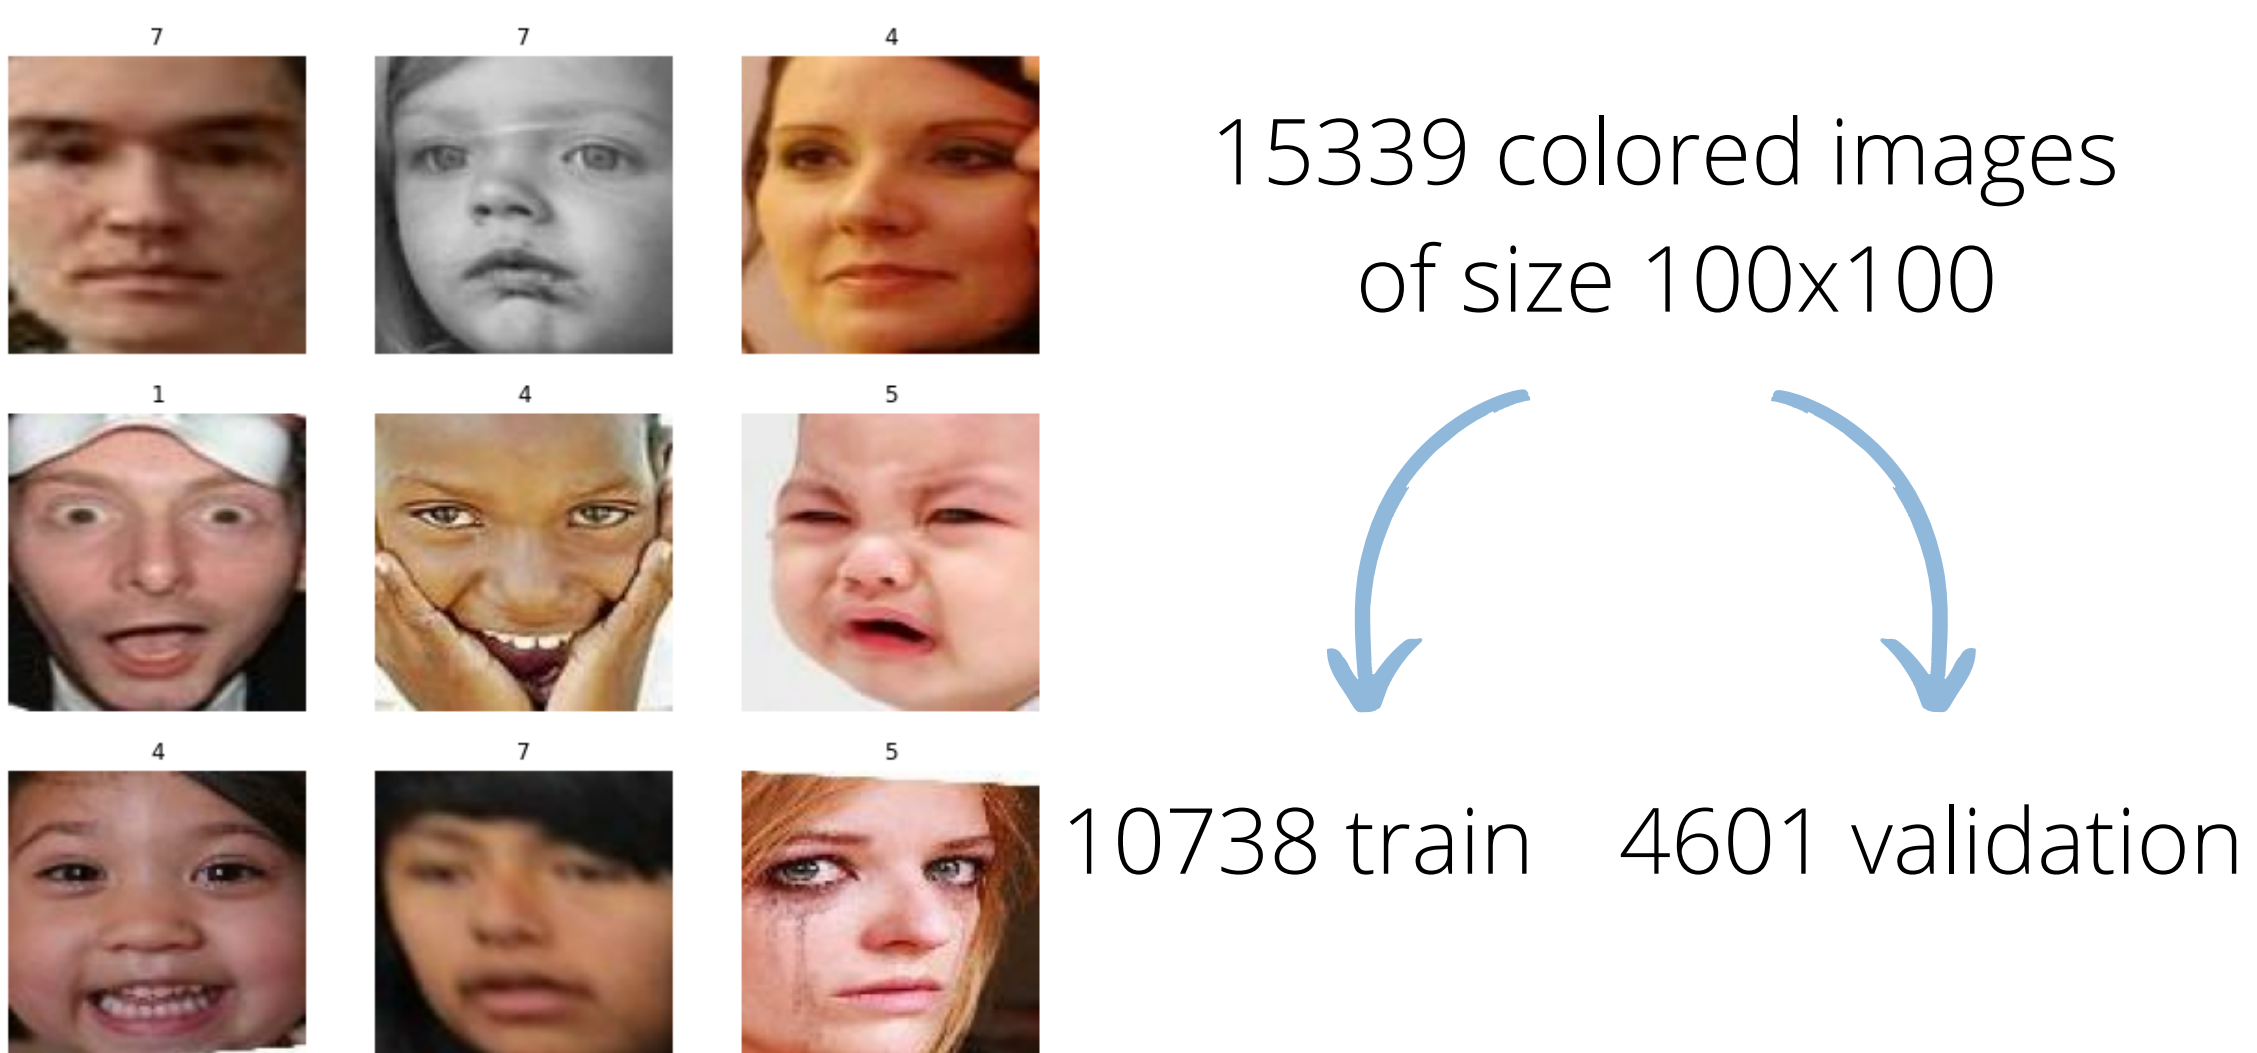 7 7 4
1 4 5
4 7 5
15339 colored images
of size 100x100
10738 train 4601 validation